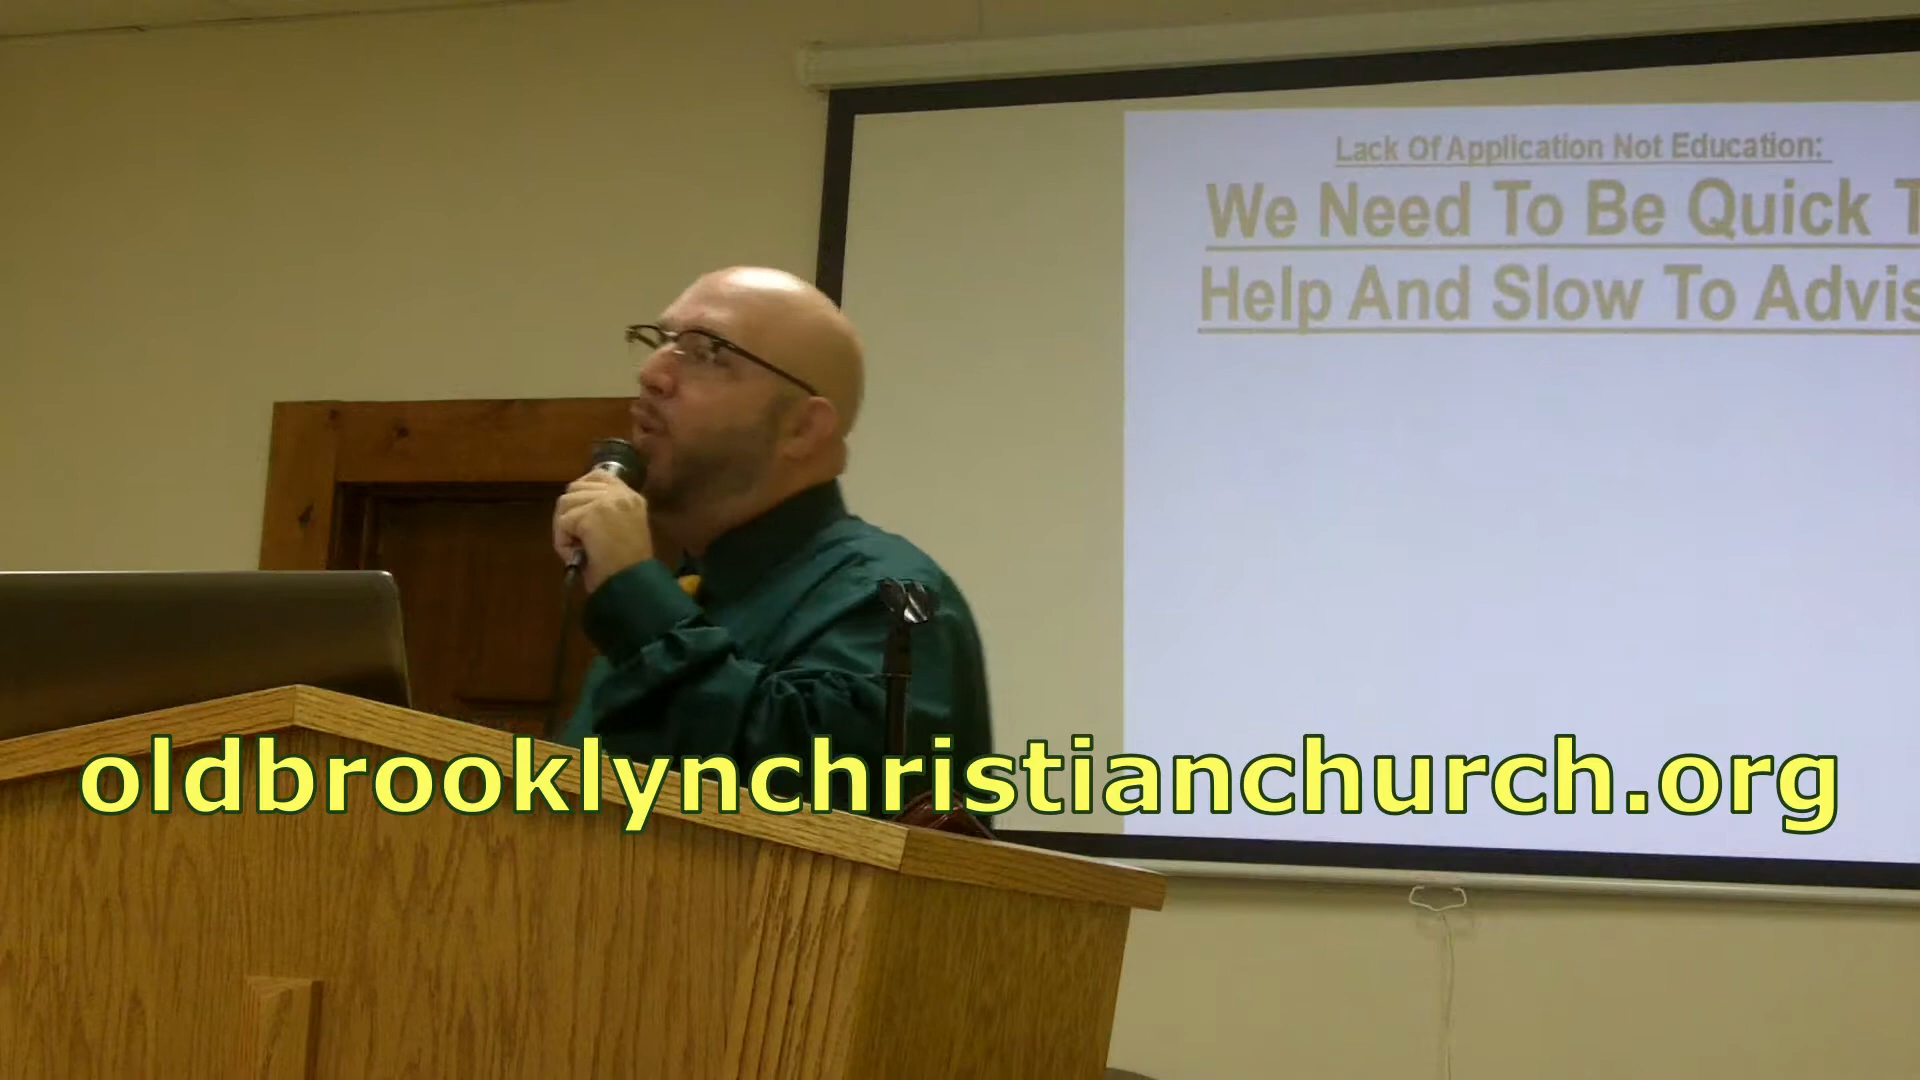 Lack Of Application Not Education:
We Need To Be Quick T
Help And Slow To Advis
oldbrooklynchristianchurch.org